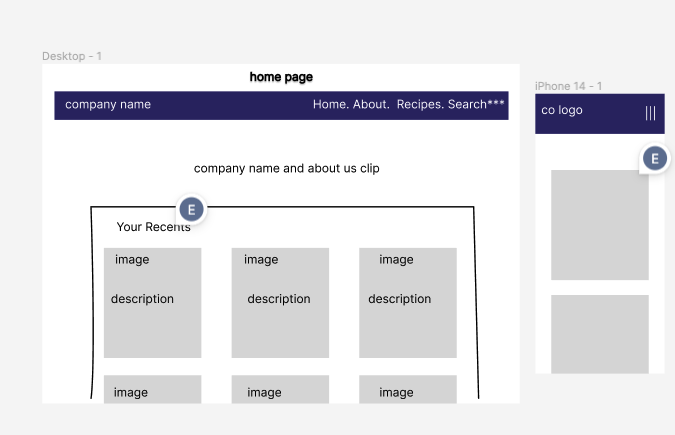 Desktop - 1
home page
company name
Home. About. Recipes. Search***
company name and about us clip
E
Your Recents
image image image
description description description
image image image
iPhone 14 - 1
co logo |||
E